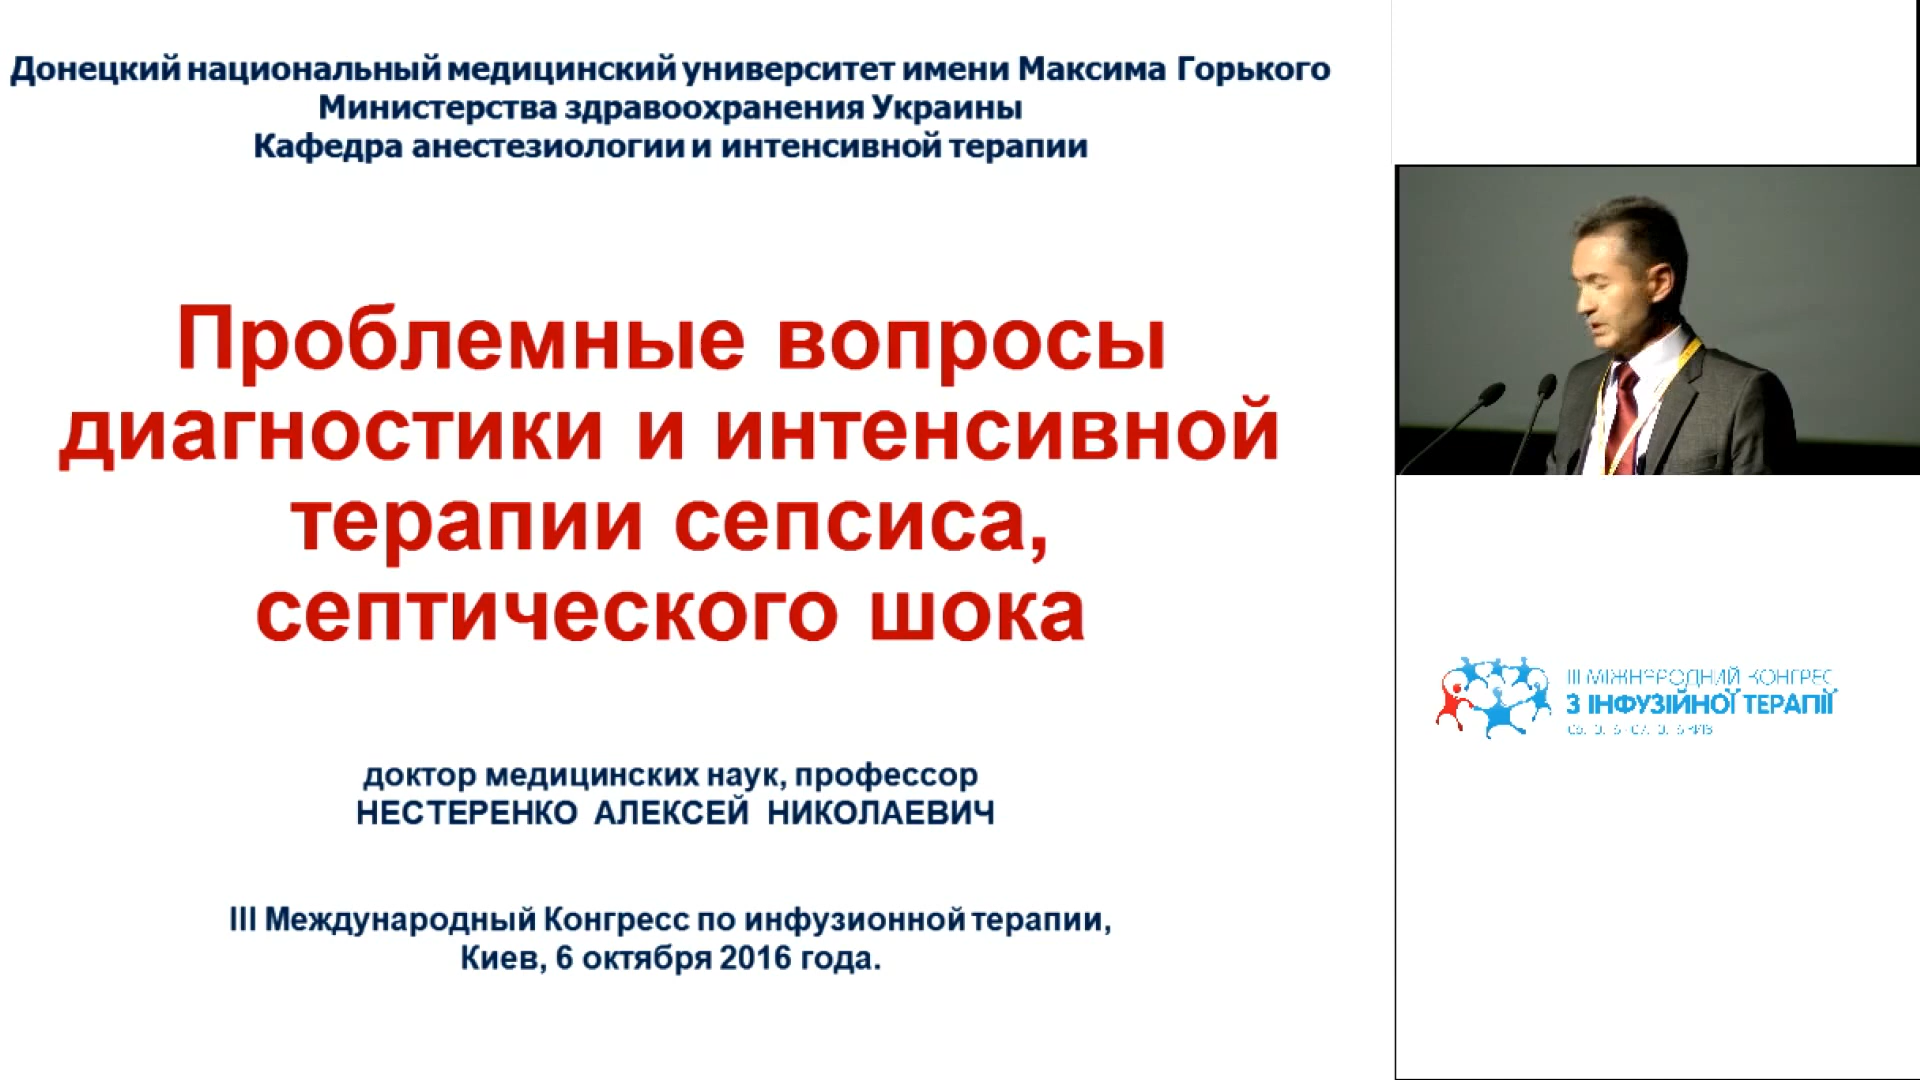 Донецкий национальный медицинский университет имени Максима Горького
Министерства здравоохранения Украины
Кафедра анестезиологии и интенсивной терапии
Проблемные вопросы
диагностики и интенсивной
терапии сепсиса,
септического шока
доктор медицинских наук, профессор
НЕСТЕРЕНКО АЛЕКСЕЙ НИКОЛАЕВИЧ
III Международный Конгресс по инфузионной терапии,
Киев, 6 октября 2016 года.
III МІЖНАРОДНИЙ КОНГРЕС
З ІНФУЗІЙНОЇ ТЕРАПІЇ